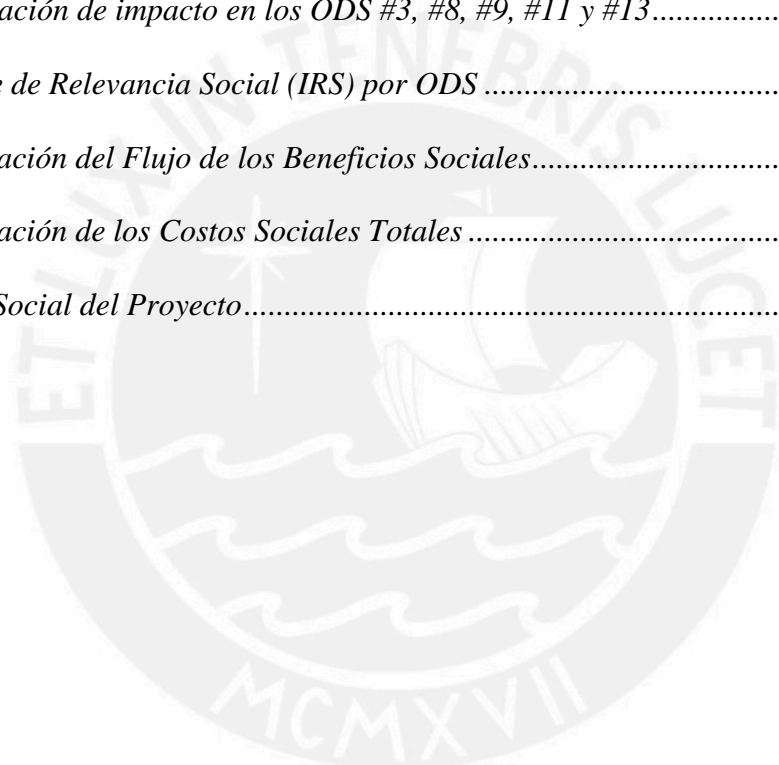 ación de impacto en los ODS #3, #8, #9, #11 y #13................
e de Relevancia Social (IRS) por ODS.....................................
ación del Flujo de los Beneficios Sociales...............................
ación de los Costos Sociales Totales.......................................
Social del Proyecto...................................................................
ET LUX IN TENEBRIS LUCET
MCMXVII